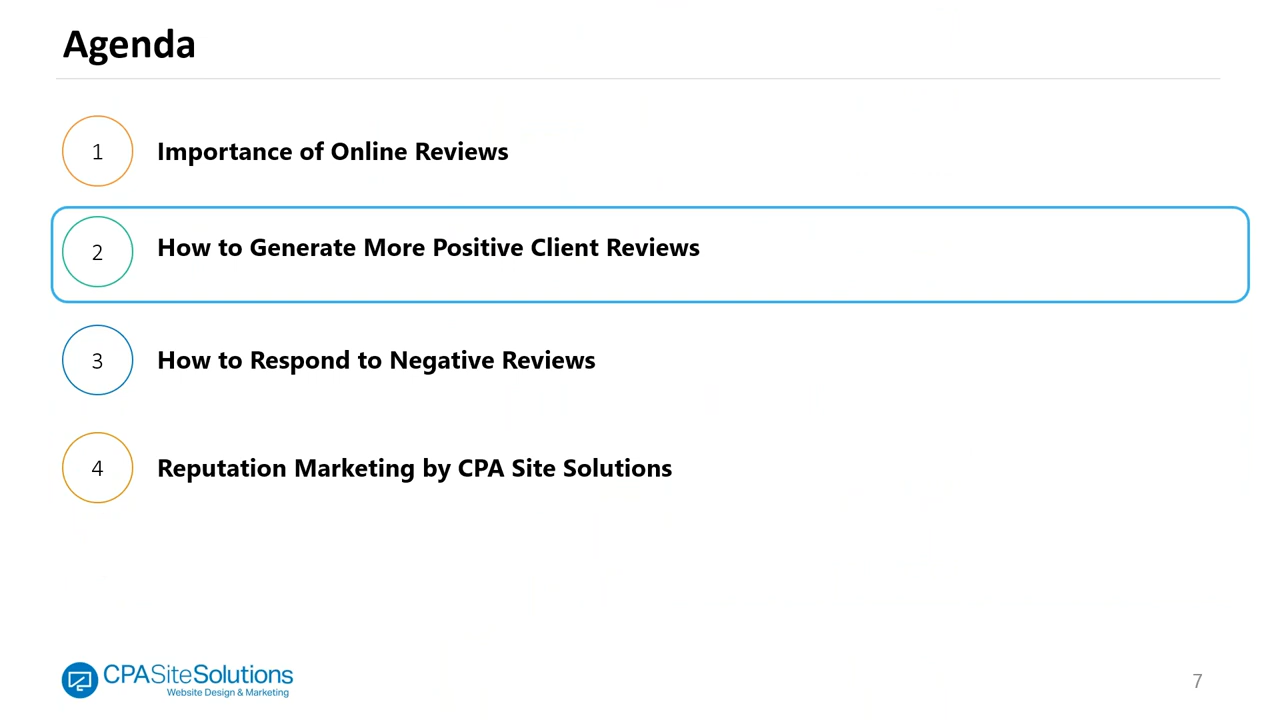 Agenda
1 Importance of Online Reviews
2 How to Generate More Positive Client Reviews
3 How to Respond to Negative Reviews
4 Reputation Marketing by CPA Site Solutions
CPASiteSolutions
Website Design & Marketing
7